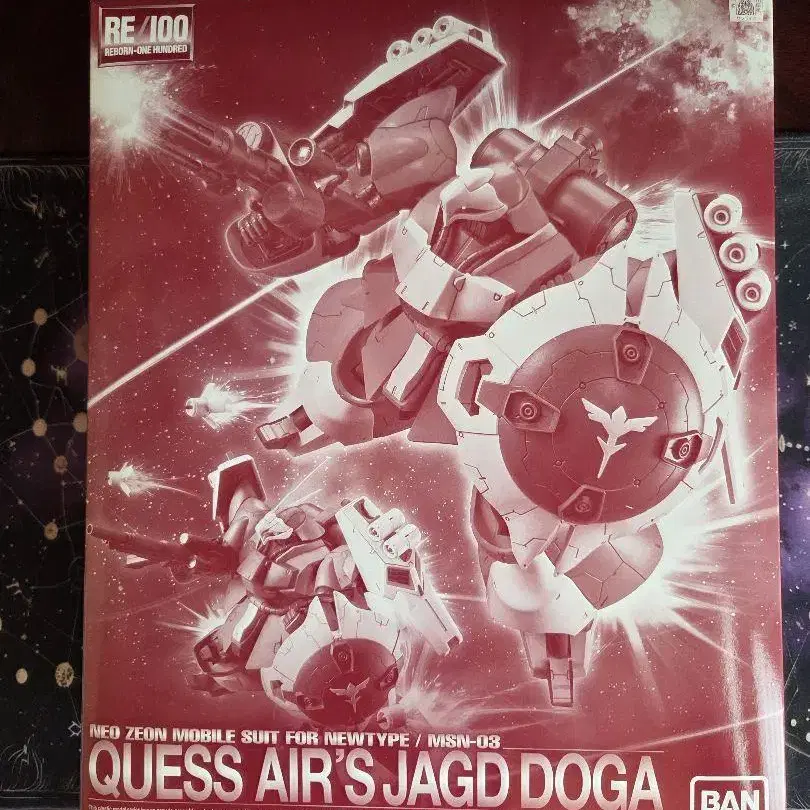 RE/100
REBORN-ONE HUNDRED
NEO ZEON MOBILE SUIT FOR NEWTYPE / MSN-03
QUESS AIR'S JAGD DOGA
BAN